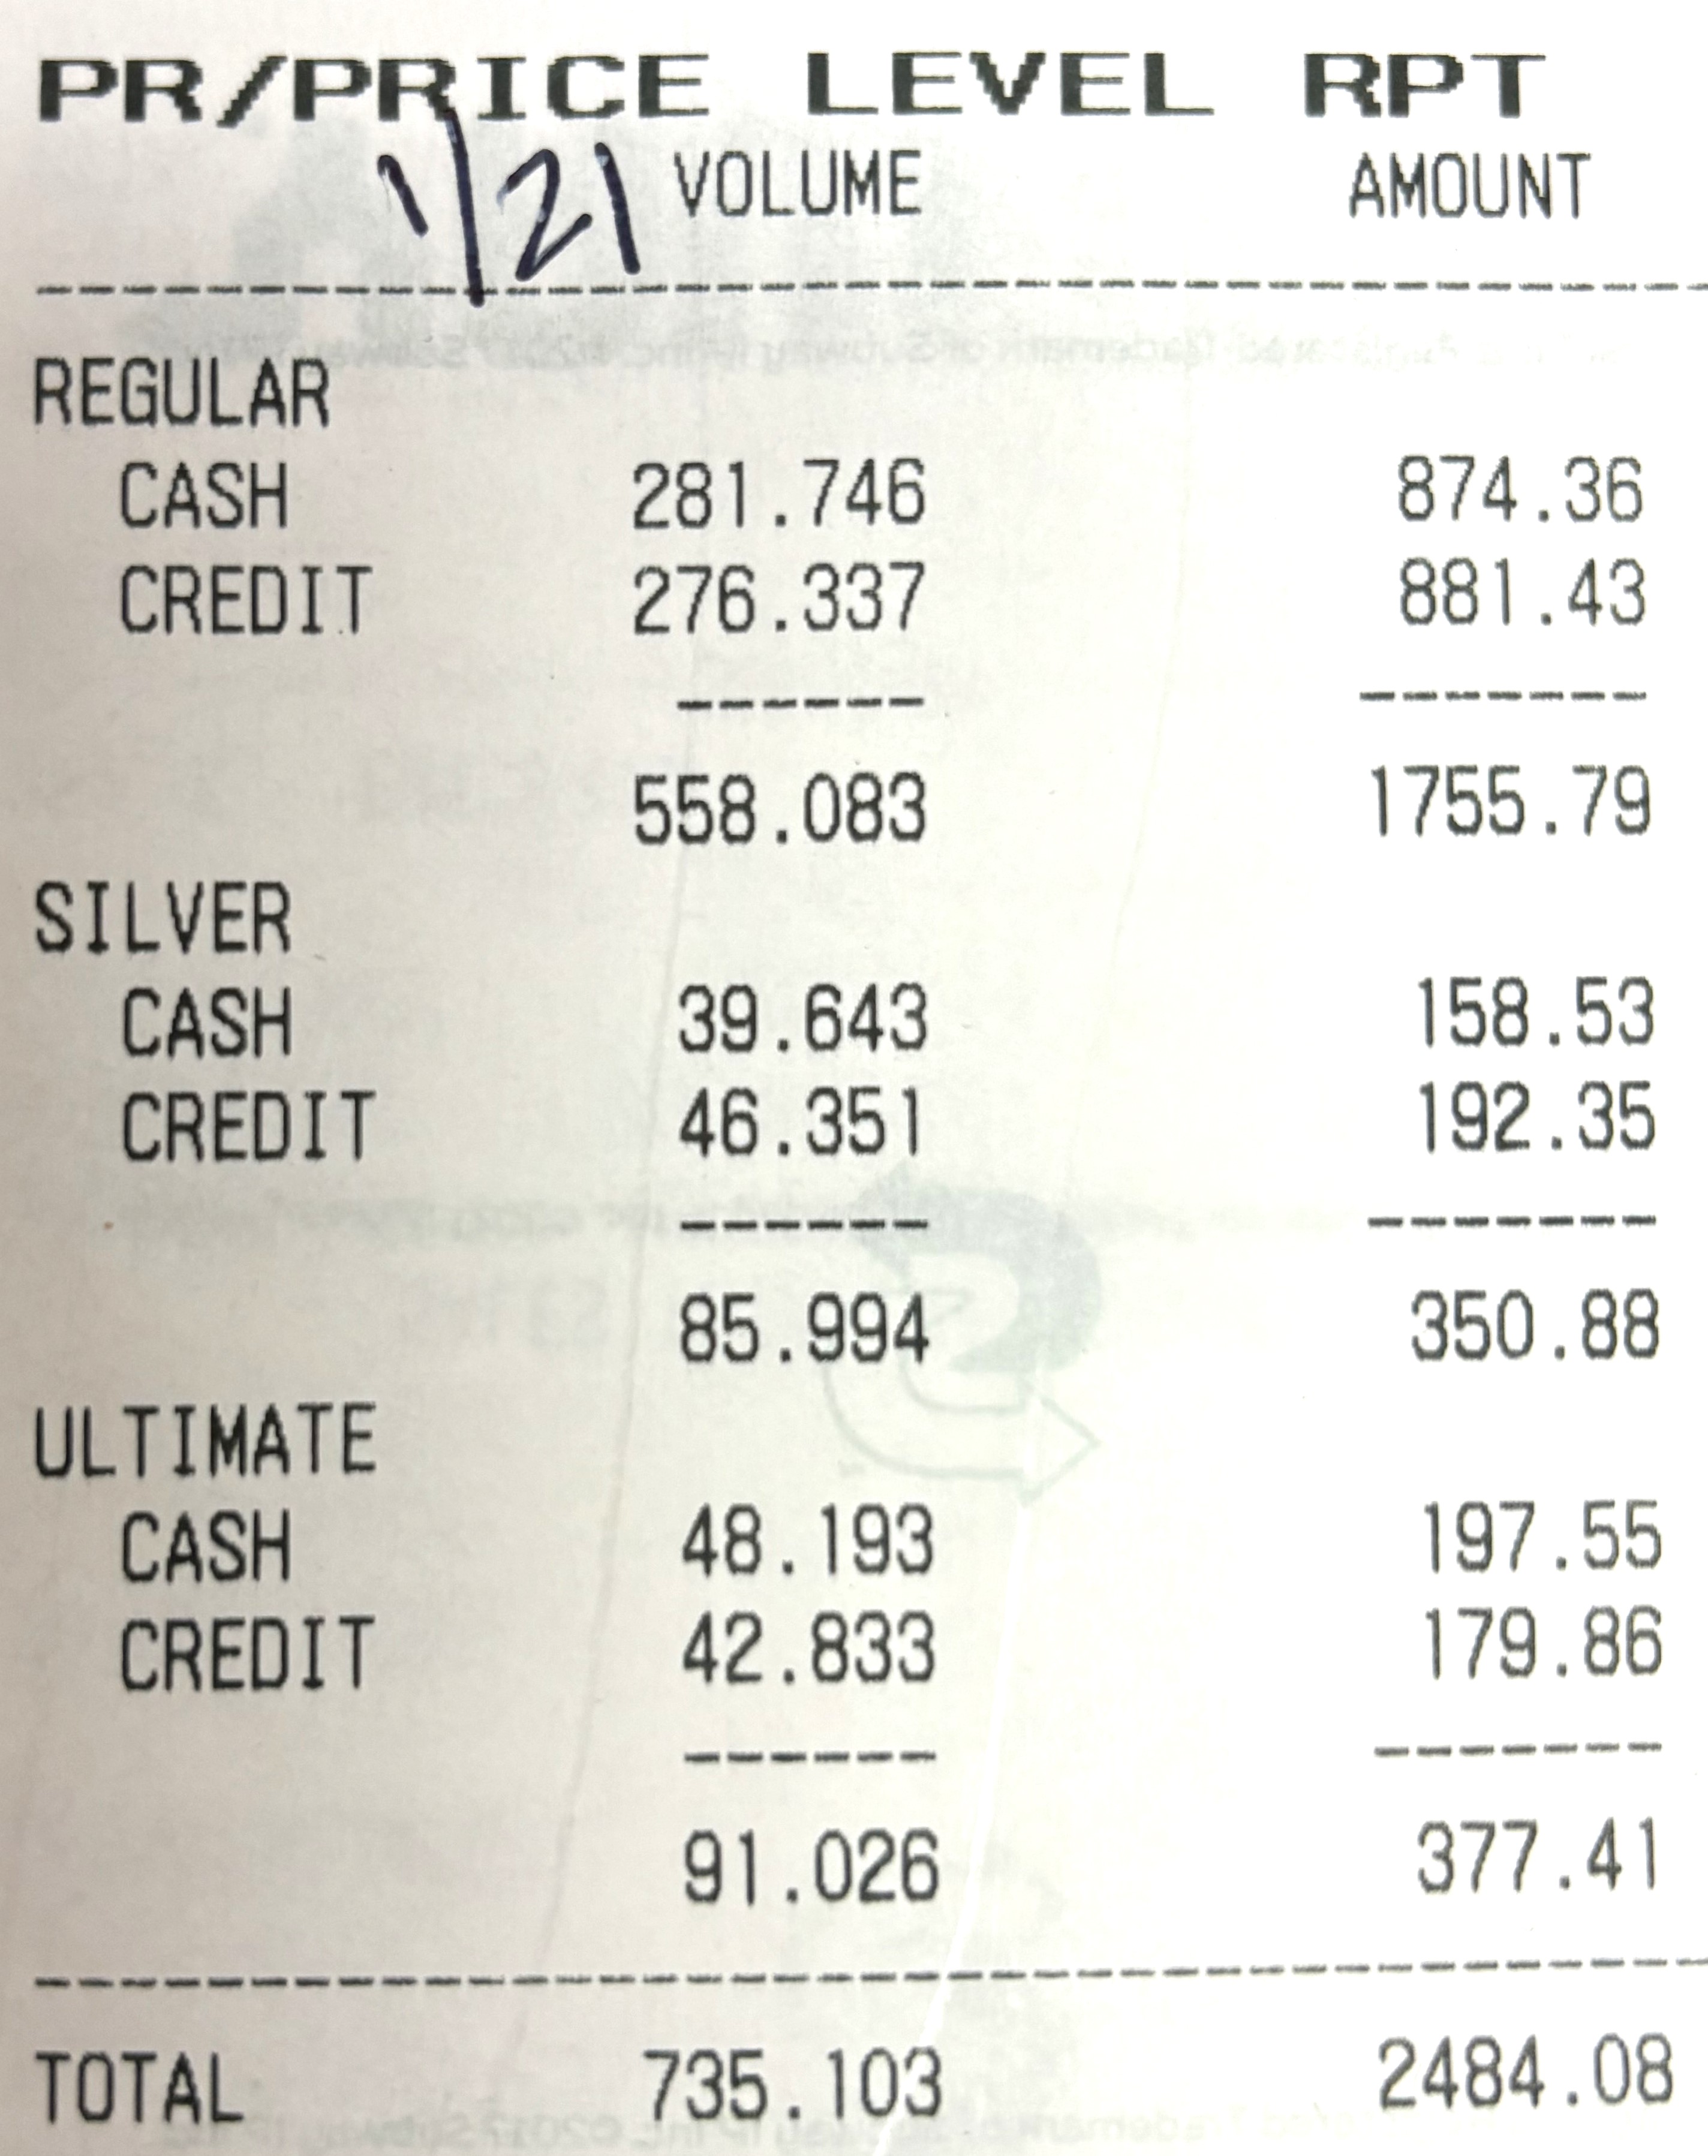 PR/PRICE LEVEL RPT
1/21 VOLUME AMOUNT
REGULAR
CASH 281.746 874.36
CREDIT 276.337 881.43
558.083 1755.79
SILVER
CASH 39.643 158.53
CREDIT 46.351 192.35
85.994 350.88
ULTIMATE
CASH 48.193 197.55
CREDIT 42.833 179.86
91.026 377.41
TOTAL 735.103 2484.08